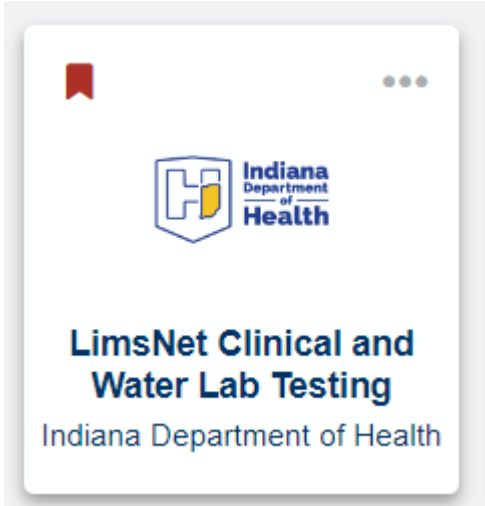 Indiana
Department
of
Health
LimsNet Clinical and
Water Lab Testing
Indiana Department of Health